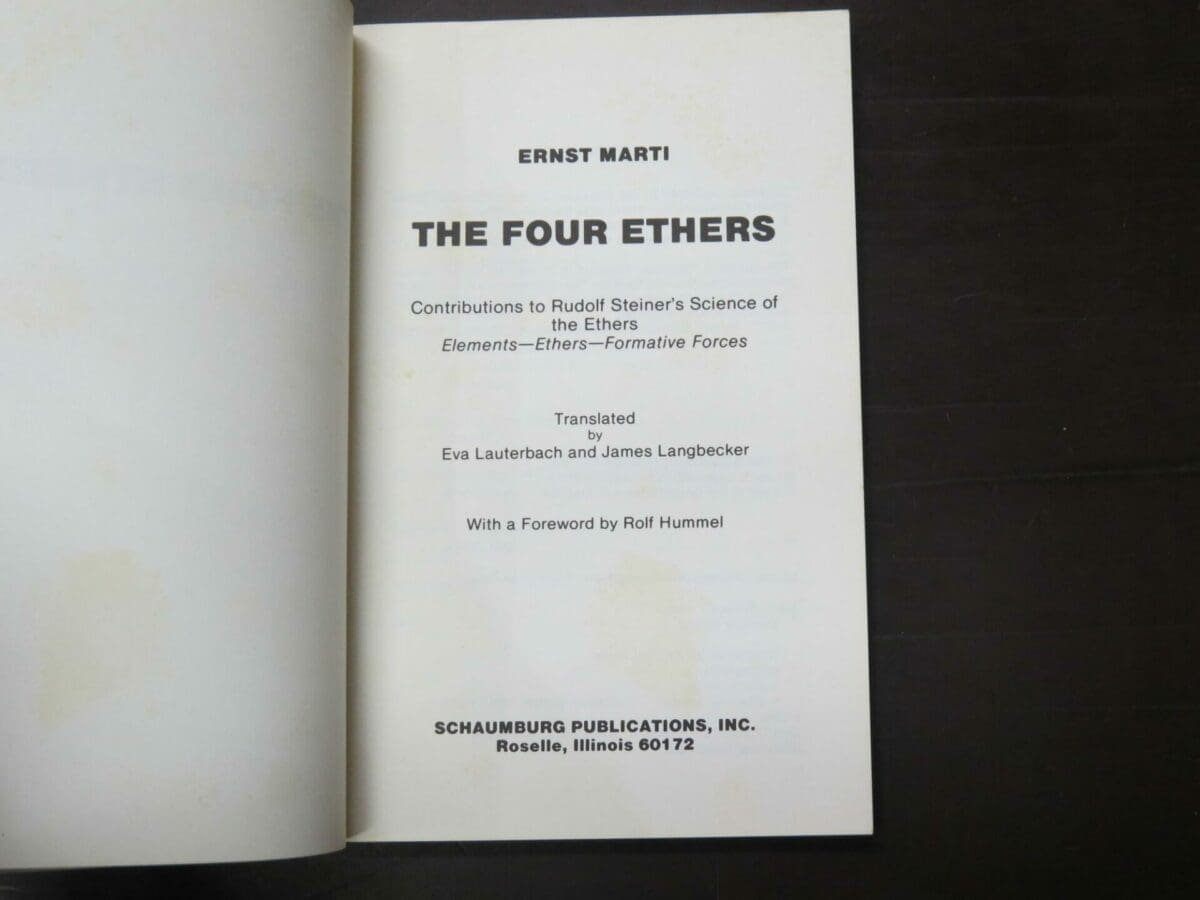 ERNST MARTI
THE FOUR ETHERS
Contributions to Rudolf Steiner's Science of
the Ethers
Elements—Ethers—Formative Forces
Translated
by
Eva Lauterbach and James Langbecker
With a Foreword by Rolf Hummel
SCHAUMBURG PUBLICATIONS, INC.
Roselle, Illinois 60172